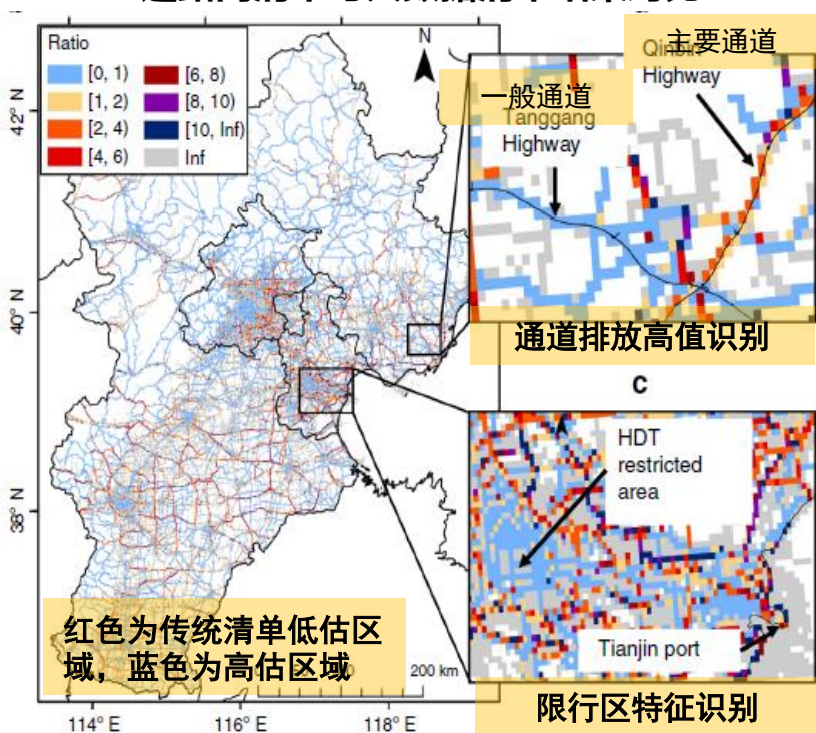 Ratio
[0, 1)
[1, 2)
[2, 4)
[4, 6)
[6, 8)
[8, 10)
[10, Inf)
Inf
N
42° N
40° N
38° N
114° E
116° E
118° E
200 km
红色为传统清单低估区
域，蓝色为高估区域
主要通道
Qinbin
Highway
一般通道
Tanggang
Highway
通道排放高值识别
C
HDT
restricted
area
Tianjin port
限行区特征识别